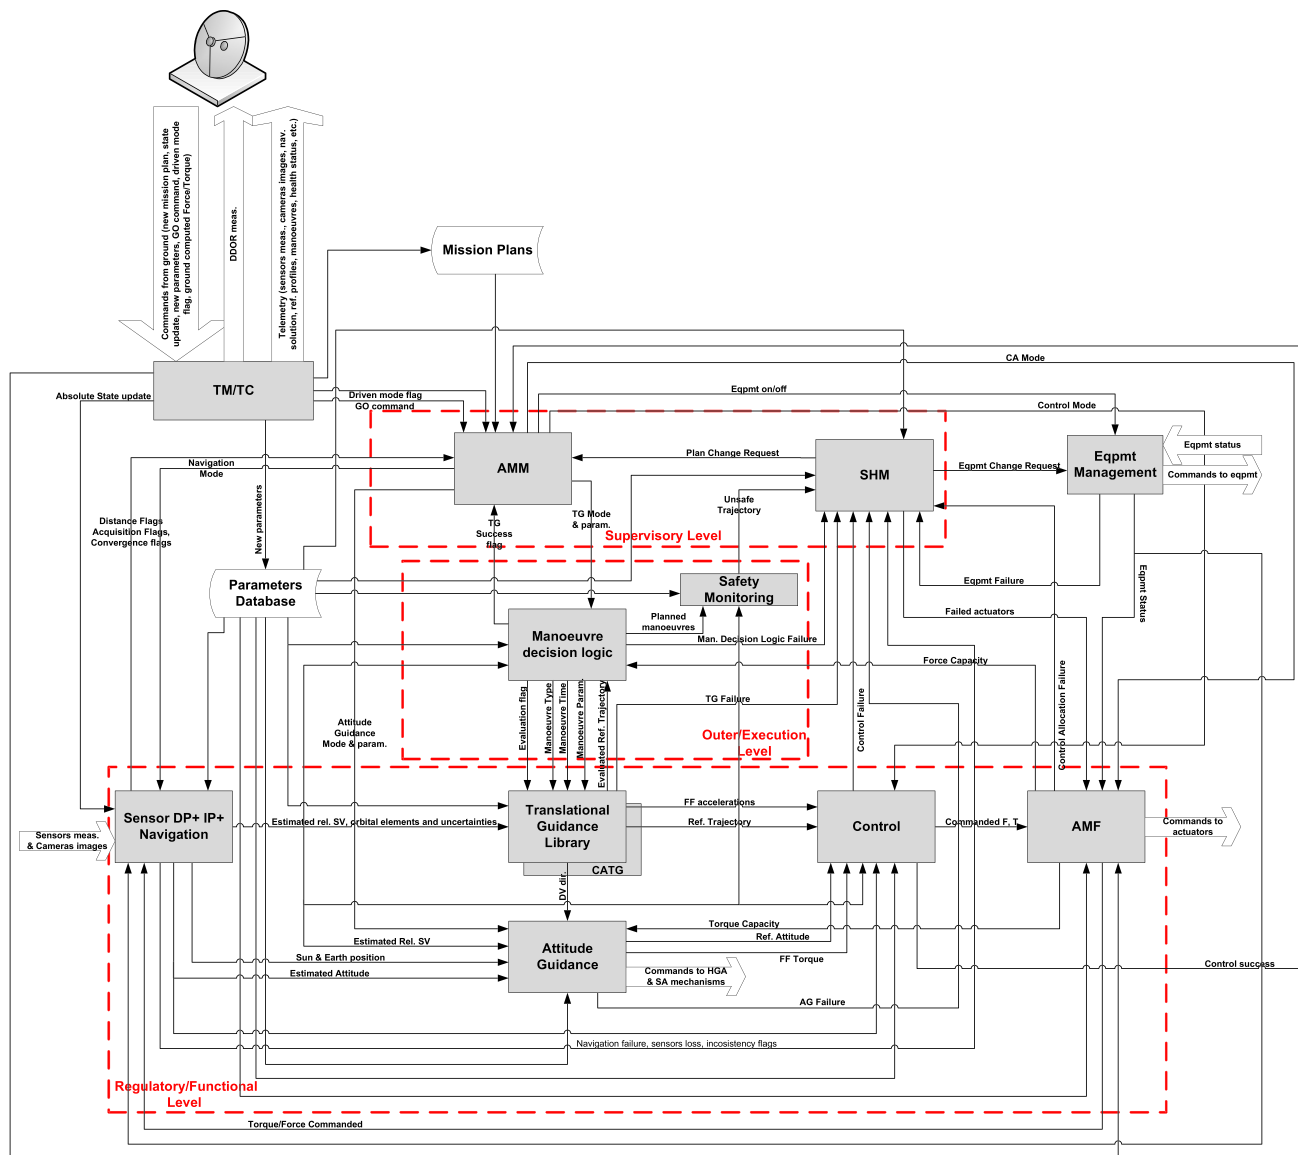 Commands from ground (new mission plan, state
update, new parameters, GO command, driven mode
flag, ground computed Force/Torque)
DDOR meas.
Telemetry (sensors meas., cameras images, nav.
solution, ref. profiles, manoeuvres, health status, etc.)
Mission Plans
TM/TC
Absolute State update
Driven mode flag
GO command
CA Mode
Eqpmt on/off
Control Mode
AMM
Plan Change Request
SHM
Eqpmt Change Request
Eqpmt
Management
Eqpmt status
Commands to eqpmt
Navigation
Mode
New parameters
Distance Flags
Acquisition Flags,
Convergence flags
TG
Success
flag
TG Mode
& param.
Unsafe
Trajectory
Supervisory Level
Parameters
Database
Safety
Monitoring
Eqpmt Failure
Eqpmt Status
Failed actuators
Planned
manoeuvres
Manoeuvre
decision logic
Man. Decision Logic Failure
Force Capacity
Attitude
Guidance
Mode & param.
Evaluation flag
Manoeuvre Type
Manoeuvre Time
Manoeuvre Param.
Evaluated Ref. Trajectory
TG Failure
Outer/Execution
Level
Control Failure
Control Allocation Failure
Sensor DP+ IP+
Navigation
Sensors meas.
& Cameras images
Estimated rel. SV, orbital elements and uncertainties
Translational
Guidance
Library
CATG
FF accelerations
Ref. Trajectory
Control
Commanded F, T
AMF
Commands to
actuators
DV dir.
Torque Capacity
Ref. Attitude
FF Torque
Estimated Rel. SV
Sun & Earth position
Estimated Attitude
Attitude
Guidance
Commands to HGA
& SA mechanisms
Control success
AG Failure
Navigation failure, sensors loss, incosistency flags
Regulatory/Functional
Level
Torque/Force Commanded